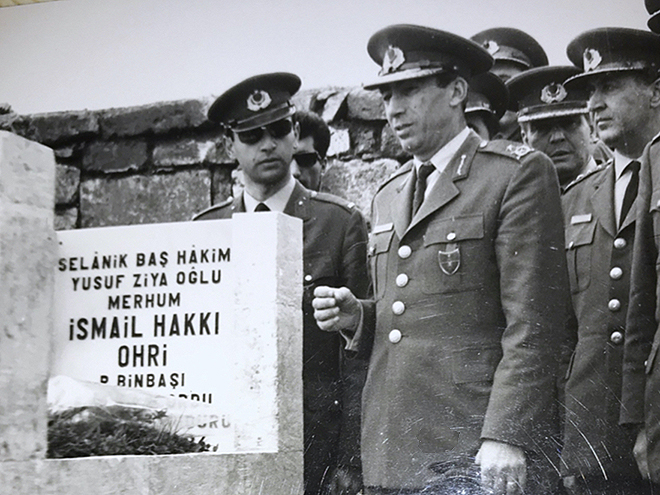 SELÂNİK BAŞ HÂKİM
YUSUF ZİYA OĞLU
MERHUM
İSMAİL HAKKI
OHRİ
P. BİNBAŞI